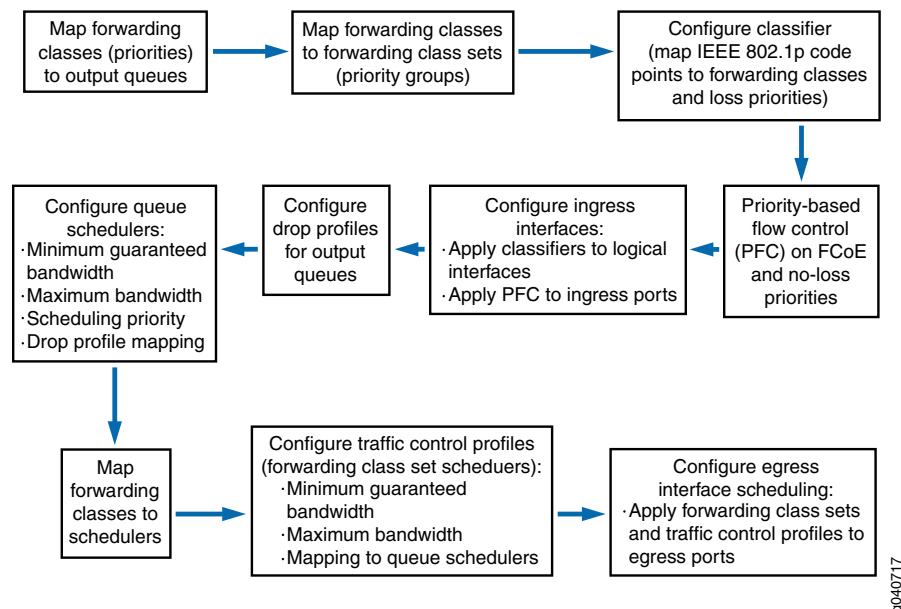 Map forwarding
classes (priorities)
to output queues
Map forwarding classes
to forwarding class sets
(priority groups)
Configure classifier
(map IEEE 802.1p code
points to forwarding classes
and loss priorities)
Priority-based
flow control
(PFC) on FCoE
and no-loss
priorities
Configure ingress
interfaces:
·Apply classifiers to logical
interfaces
·Apply PFC to ingress ports
Configure
drop profiles
for output
queues
Configure queue
schedulers:
·Minimum guaranteed
bandwidth
·Maximum bandwidth
·Scheduling priority
·Drop profile mapping
Map
forwarding
classes to
schedulers
Configure traffic control profiles
(forwarding class set scheduers):
·Minimum guaranteed
bandwidth
·Maximum bandwidth
·Mapping to queue schedulers
Configure egress
interface scheduling:
·Apply forwarding class sets
and traffic control profiles to
egress ports
g040717